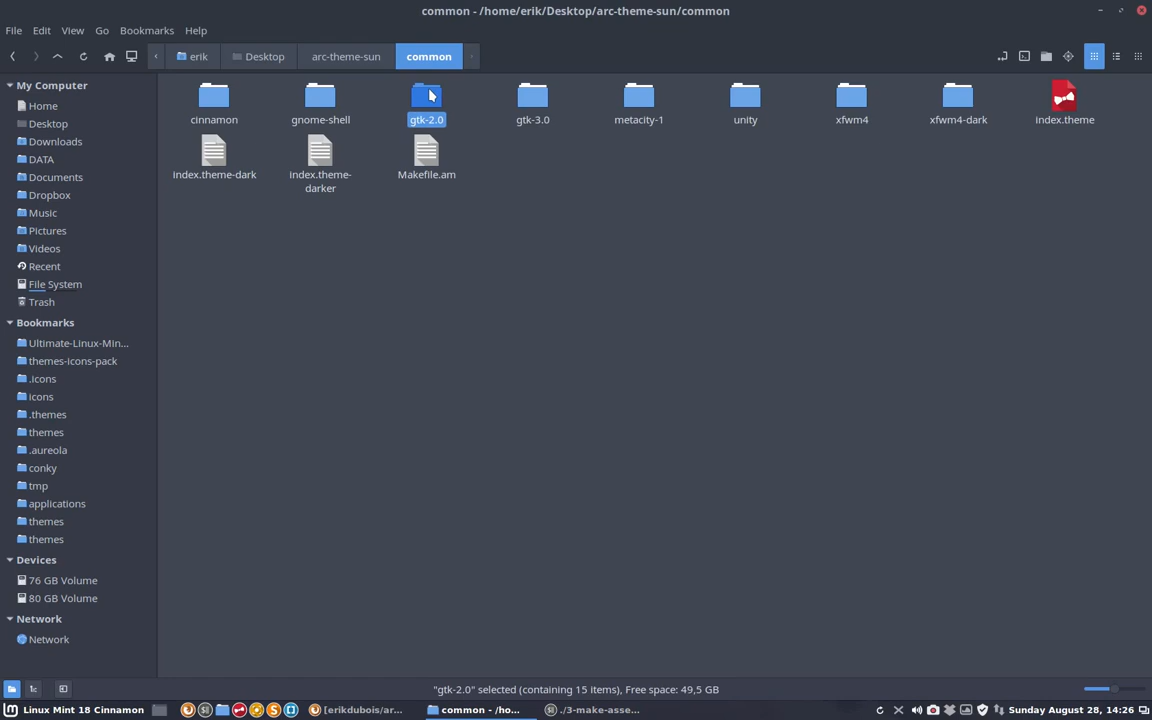 common - /home/erik/Desktop/arc-theme-sun/common
File Edit View Go Bookmarks Help
erik Desktop arc-theme-sun common
My Computer
Home
Desktop
Downloads
DATA
Documents
Dropbox
Music
Pictures
Videos
Recent
File System
Trash
Bookmarks
Ultimate-Linux-Min...
themes-icons-pack
.icons
icons
.themes
themes
.aureola
conky
tmp
applications
themes
themes
Devices
76 GB Volume
80 GB Volume
Network
Network
cinnamon gnome-shell gtk-2.0 gtk-3.0 metacity-1 unity xfwm4 xfwm4-dark index.theme
index.theme-dark index.theme- Makefile.am
darker
"gtk-2.0" selected (containing 15 items), Free space: 49,5 GB
Linux Mint 18 Cinnamon [erikdubois/ar... common - /ho... ./3-make-asse... Sunday August 28, 14:26